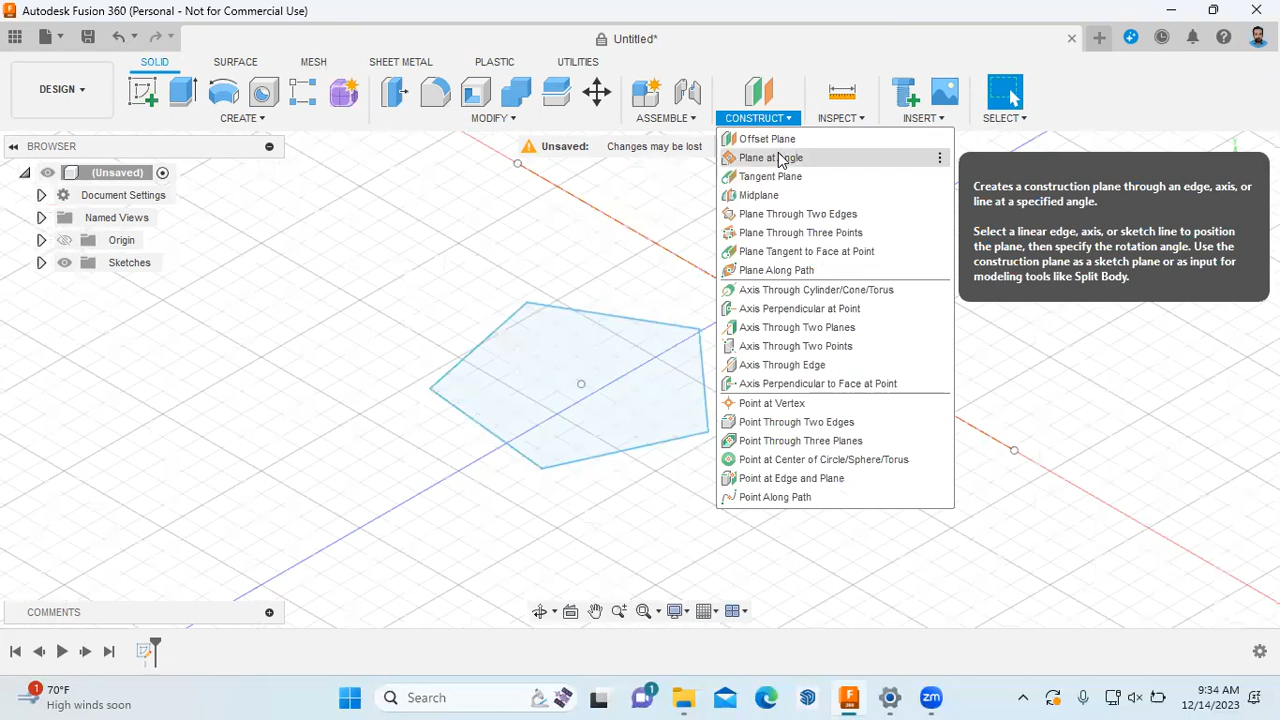 Autodesk Fusion 360 (Personal - Not for Commercial Use)
Untitled*
DESIGN
SOLID SURFACE MESH SHEET METAL PLASTIC UTILITIES
CREATE MODIFY ASSEMBLE CONSTRUCT INSPECT INSERT SELECT
BROWSER
Unsaved: Changes may be lost
(Unsaved)
Document Settings
Named Views
Origin
Sketches
Offset Plane
Plane at Angle
Tangent Plane
Midplane
Plane Through Two Edges
Plane Through Three Points
Plane Tangent to Face at Point
Plane Along Path
Axis Through Cylinder/Cone/Torus
Axis Perpendicular at Point
Axis Through Two Planes
Axis Through Two Points
Axis Through Edge
Axis Perpendicular to Face at Point
Point at Vertex
Point Through Two Edges
Point Through Three Planes
Point at Center of Circle/Sphere/Torus
Point at Edge and Plane
Point Along Path
Creates a construction plane through an edge, axis, or
line at a specified angle.
Select a linear edge, axis, or sketch line to position
the plane, then specify the rotation angle. Use the
construction plane as a sketch plane or as input for
modeling tools like Split Body.
COMMENTS
1
70°F
High winds soon
Search
1
F
360
zm
9:34 AM
12/14/2023